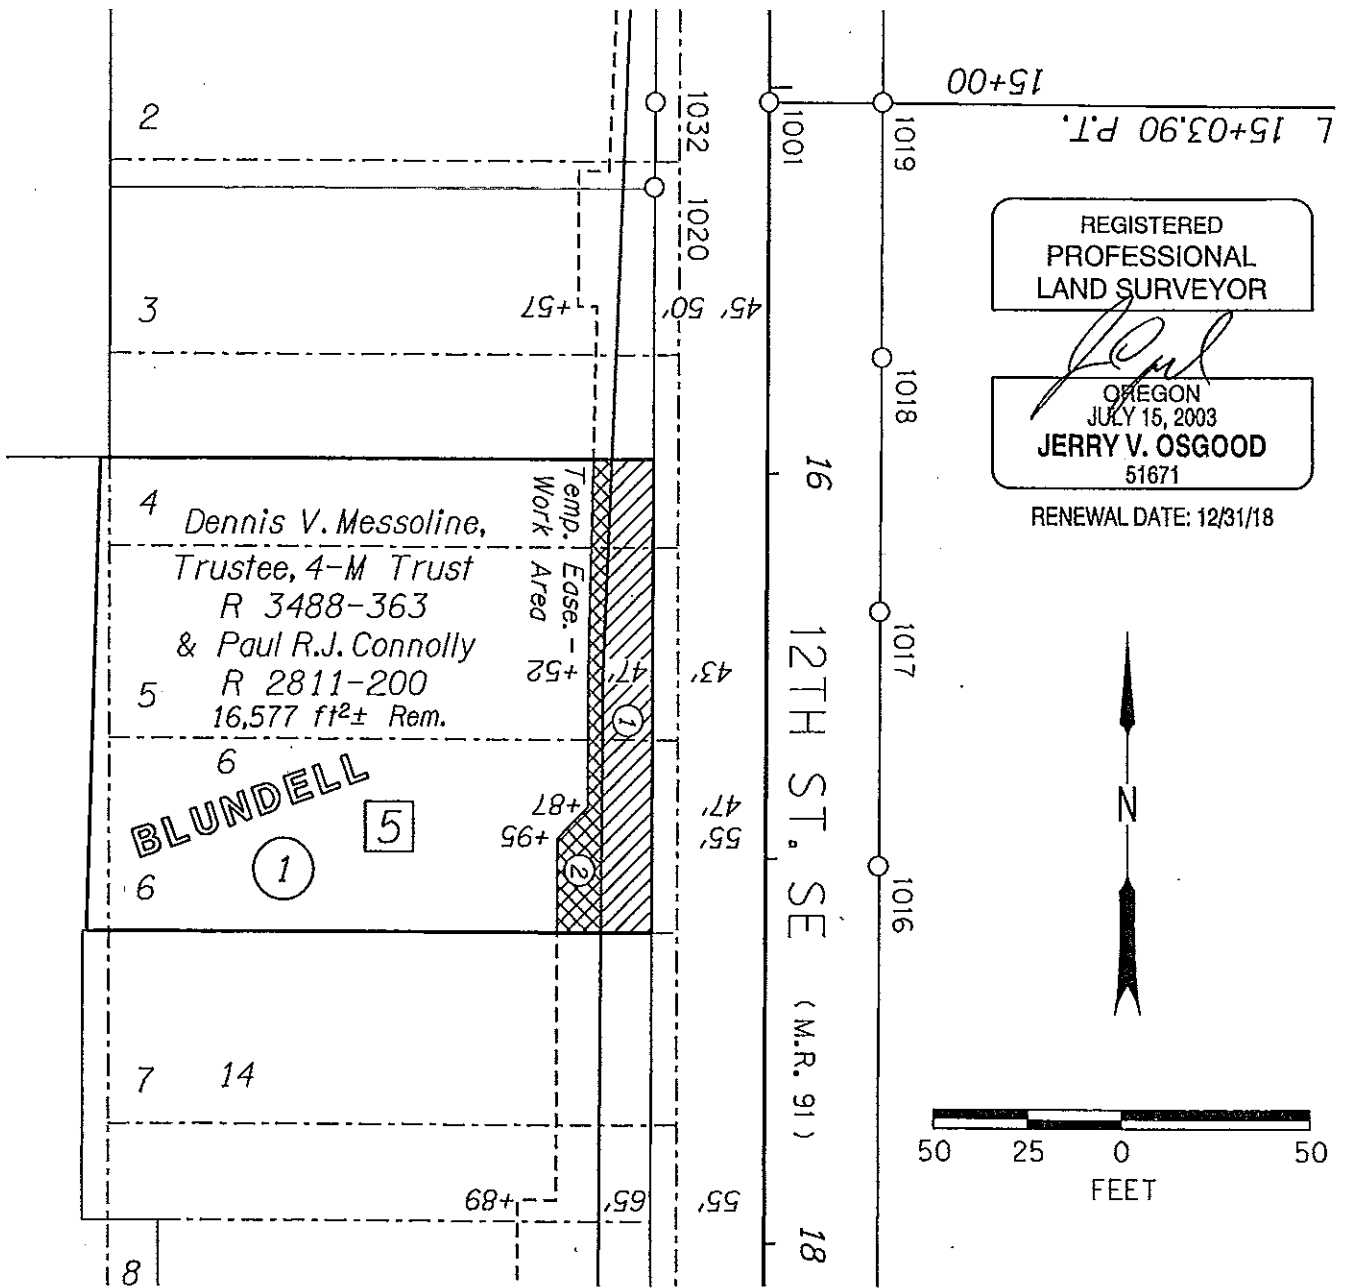 15+00
L 15+03.90 P.T.
1032
1001
1019
2
1020
REGISTERED
PROFESSIONAL
LAND SURVEYOR
OREGON
JULY 15, 2003
JERRY V. OSGOOD
51671
RENEWAL DATE: 12/31/18
3
+57
50'
45'
1018
16
4
Dennis V. Messoline,
Trustee, 4-M Trust
R 3488-363
& Paul R.J. Connolly
R 2811-200
16,577 ft²± Rem.
Temp. Ease.-
Work Area
5
+52
47'
43'
1
1017
12TH ST. SE (M.R. 91)
6
BLUNDELL
5
+87
47'
+95
55'
1
2
6
1016
N
7 14
50 25 0 50
FEET
+89
65'
55'
18
8